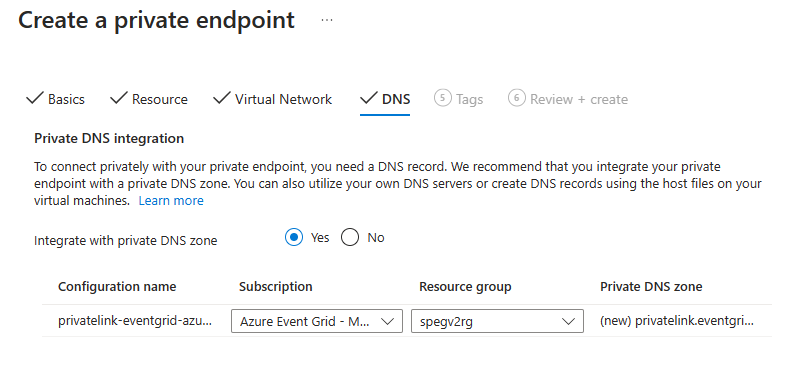 Create a private endpoint ...
Basics Resource Virtual Network DNS 5 Tags 6 Review + create
Private DNS integration
To connect privately with your private endpoint, you need a DNS record. We recommend that you integrate your private
endpoint with a private DNS zone. You can also utilize your own DNS servers or create DNS records using the host files on your
virtual machines. Learn more
Integrate with private DNS zone Yes No
Configuration name Subscription Resource group Private DNS zone
privatelink-eventgrid-azu... Azure Event Grid - M... spegv2rg (new) privatelink.eventgri...